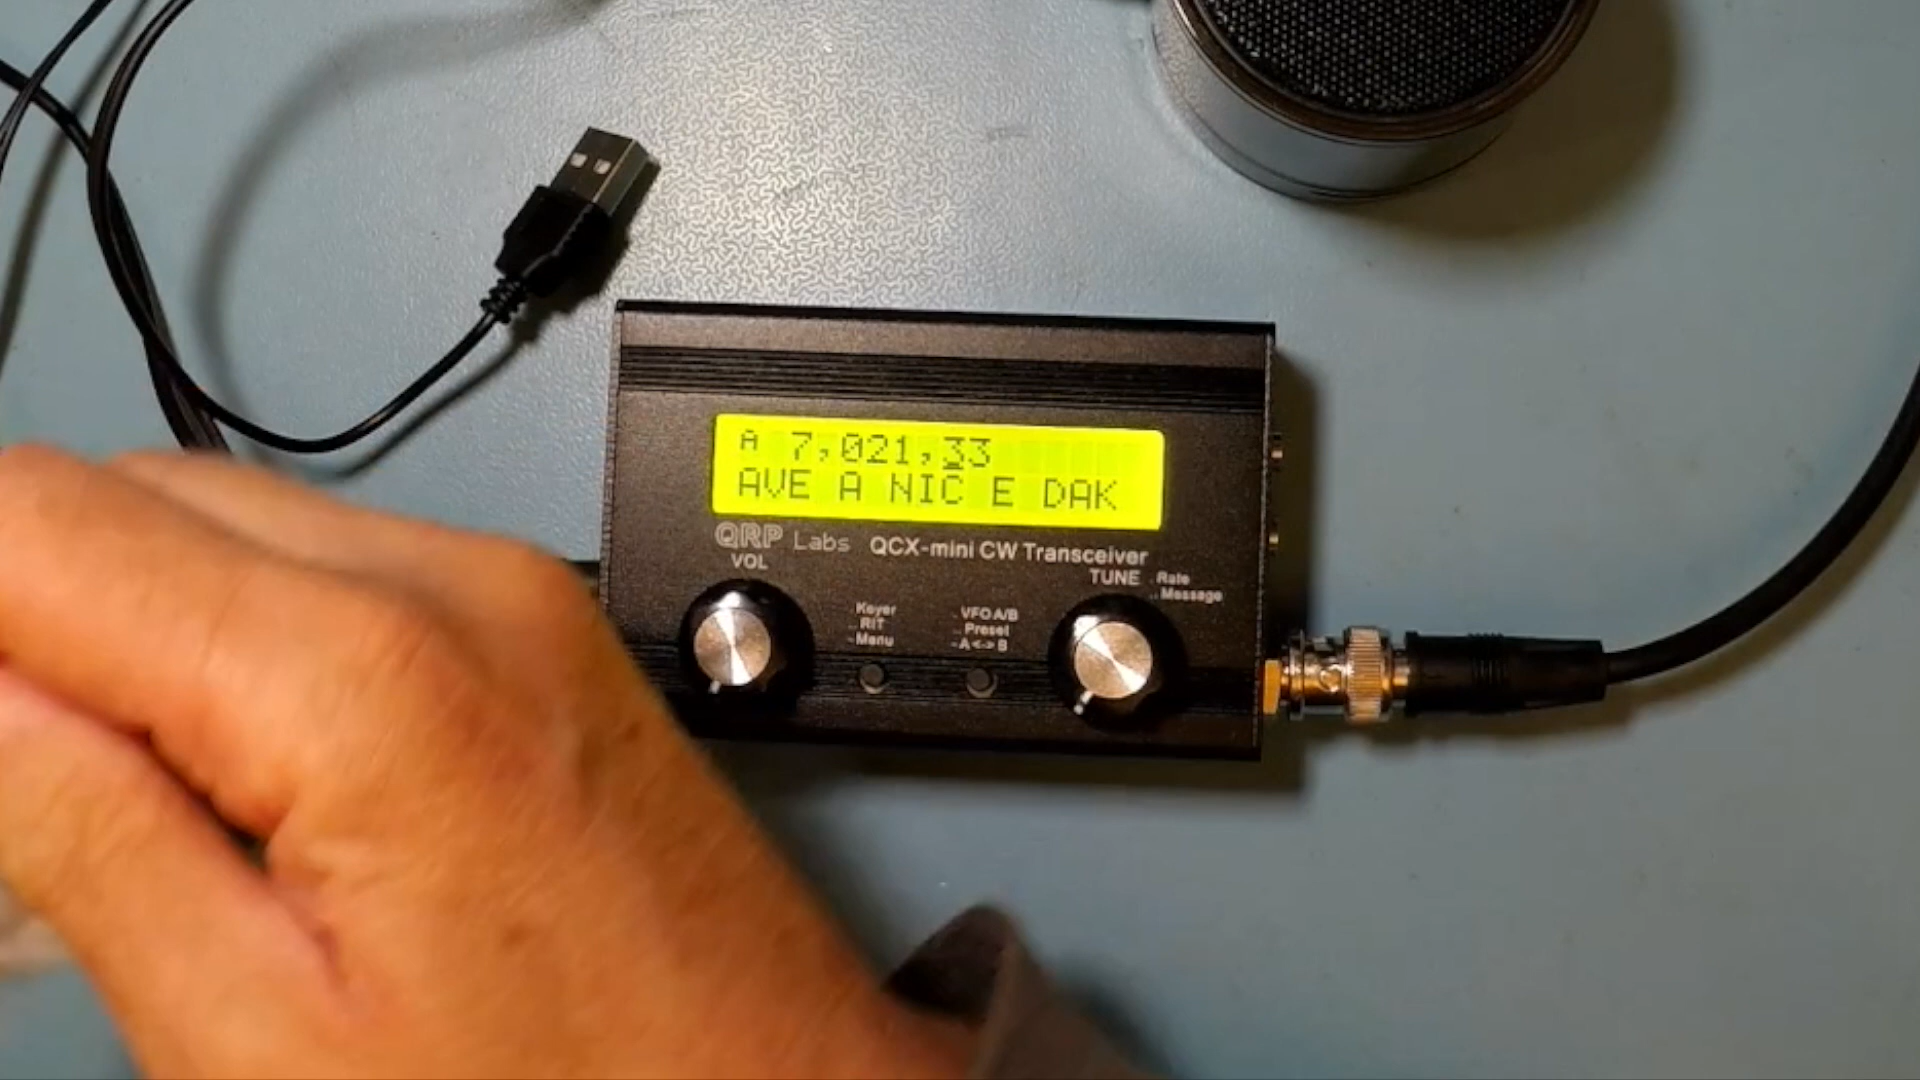 A 7,021,33
AVE A NIC E DAK
QRP Labs QCX-mini CW Transceiver
VOL
TUNE
Rate
Message
Keyer
RIT
Menu
VFO A/B
Preset
A<->B